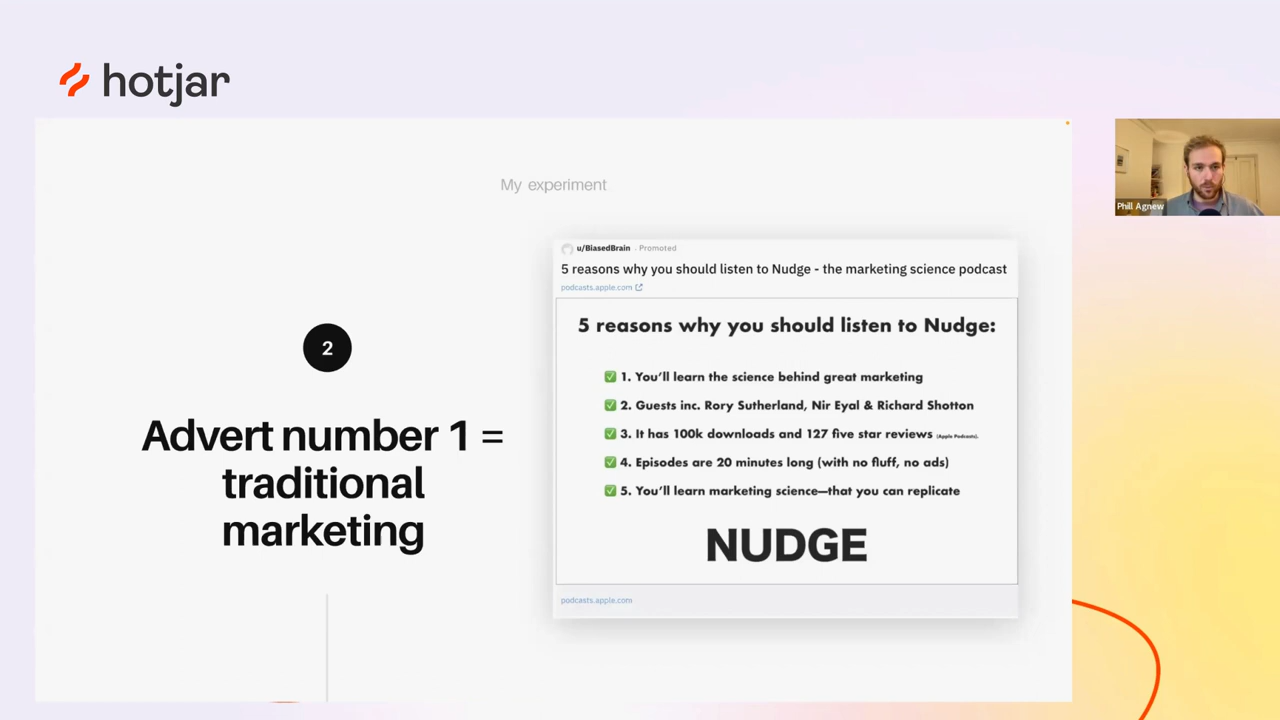 hotjar
My experiment
Phill Agnew
2
Advert number 1 =
traditional
marketing
u/BiasedBrain · Promoted
5 reasons why you should listen to Nudge - the marketing science podcast
podcasts.apple.com
5 reasons why you should listen to Nudge:
✅ 1. You'll learn the science behind great marketing
✅ 2. Guests inc. Rory Sutherland, Nir Eyal & Richard Shotton
✅ 3. It has 100k downloads and 127 five star reviews (Apple Podcasts).
✅ 4. Episodes are 20 minutes long (with no fluff, no ads)
✅ 5. You'll learn marketing science—that you can replicate
NUDGE
podcasts.apple.com